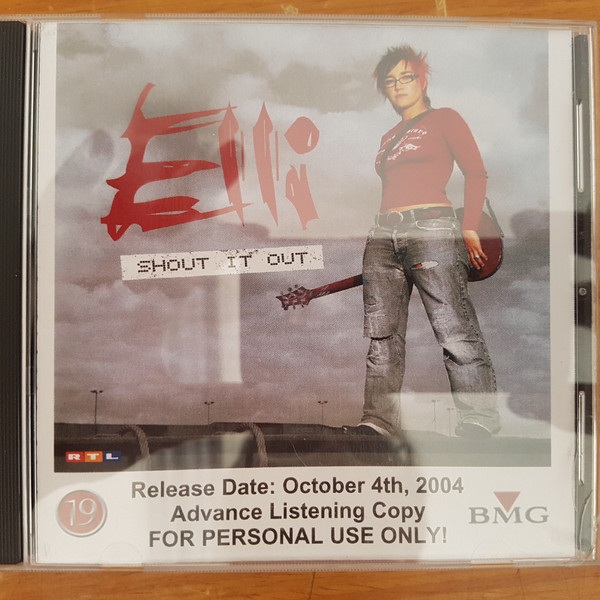 Elli
SHOUT IT OUT
RTL
Release Date: October 4th, 2004
19
Advance Listening Copy
BMG
FOR PERSONAL USE ONLY!